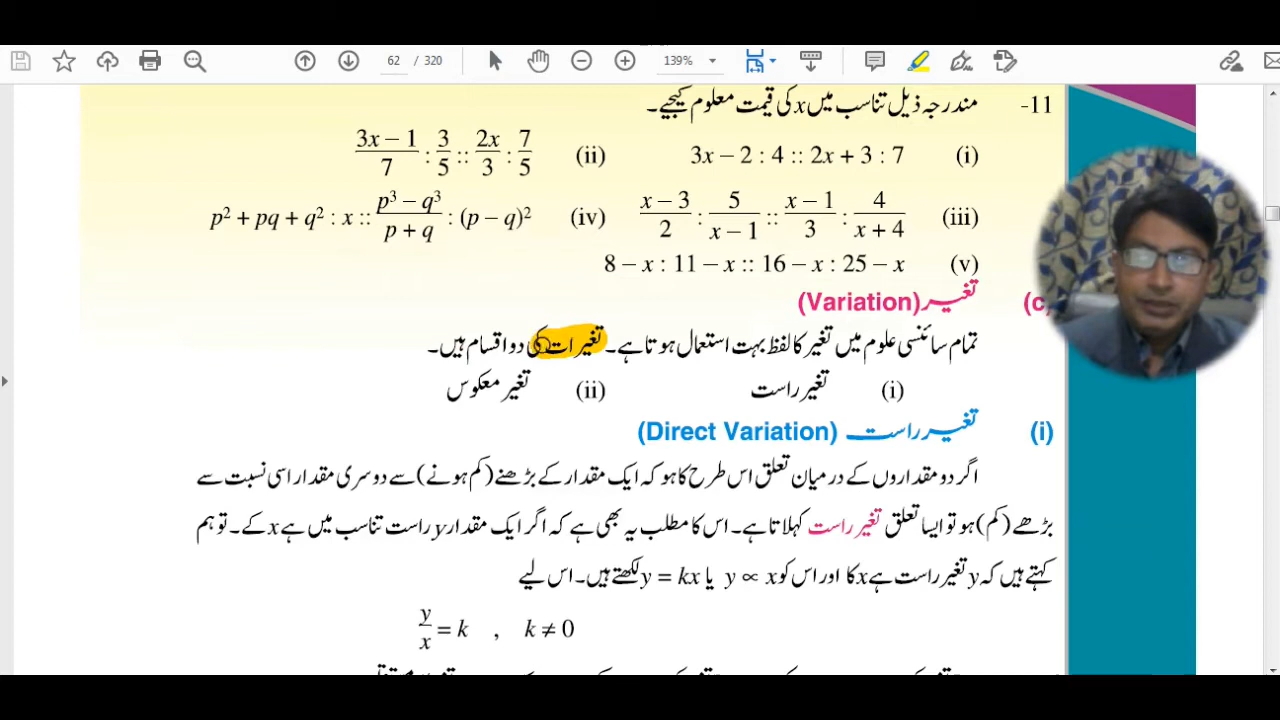 62 / 320 139%
-11 مندرجہ ذیل تناسب میں x کی قیمت معلوم کیجیے۔
(i) 3x − 2 : 4 :: 2x + 3 : 7 (ii) (3x − 1)/7 : 3/5 :: 2x/3 : 7/5
(iii) (x − 3)/2 : 5/(x − 1) :: (x − 1)/3 : 4/(x + 4) (iv) p² + pq + q² : x :: (p³ − q³)/(p + q) : (p − q)²
(v) 8 − x : 11 − x :: 16 − x : 25 − x
(c) تغیر (Variation)
تمام سائنسی علوم میں تغیر کا لفظ بہت استعمال ہوتا ہے۔ تغیرات کی دو اقسام ہیں۔
(i) تغیر راست (ii) تغیر معکوس
(i) تغیر راست (Direct Variation)
اگر دو مقداروں کے درمیان تعلق اس طرح کا ہو کہ ایک مقدار کے بڑھنے (کم ہونے) سے دوسری مقدار اسی نسبت سے
بڑھے (کم) ہو تو ایسا تعلق تغیر راست کہلاتا ہے۔ اس کا مطلب یہ بھی ہے کہ اگر ایک مقدار y راست تناسب میں ہے x کے۔ تو ہم
کہتے ہیں کہ y تغیر راست ہے x کا اور اس کو y ∝ x یا y = kx لکھتے ہیں۔ اس لیے
y/x = k , k ≠ 0